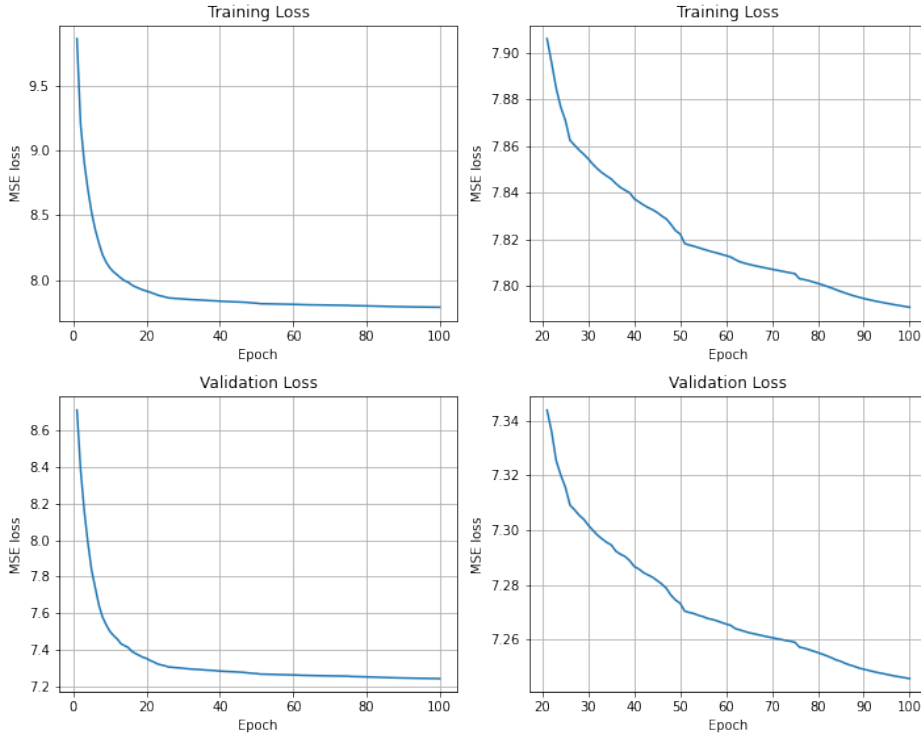 Training Loss
MSE loss
9.5
9.0
8.5
8.0
0 20 40 60 80 100
Epoch
Training Loss
MSE loss
7.90
7.88
7.86
7.84
7.82
7.80
20 30 40 50 60 70 80 90 100
Epoch
Validation Loss
MSE loss
8.6
8.4
8.2
8.0
7.8
7.6
7.4
7.2
0 20 40 60 80 100
Epoch
Validation Loss
MSE loss
7.34
7.32
7.30
7.28
7.26
20 30 40 50 60 70 80 90 100
Epoch